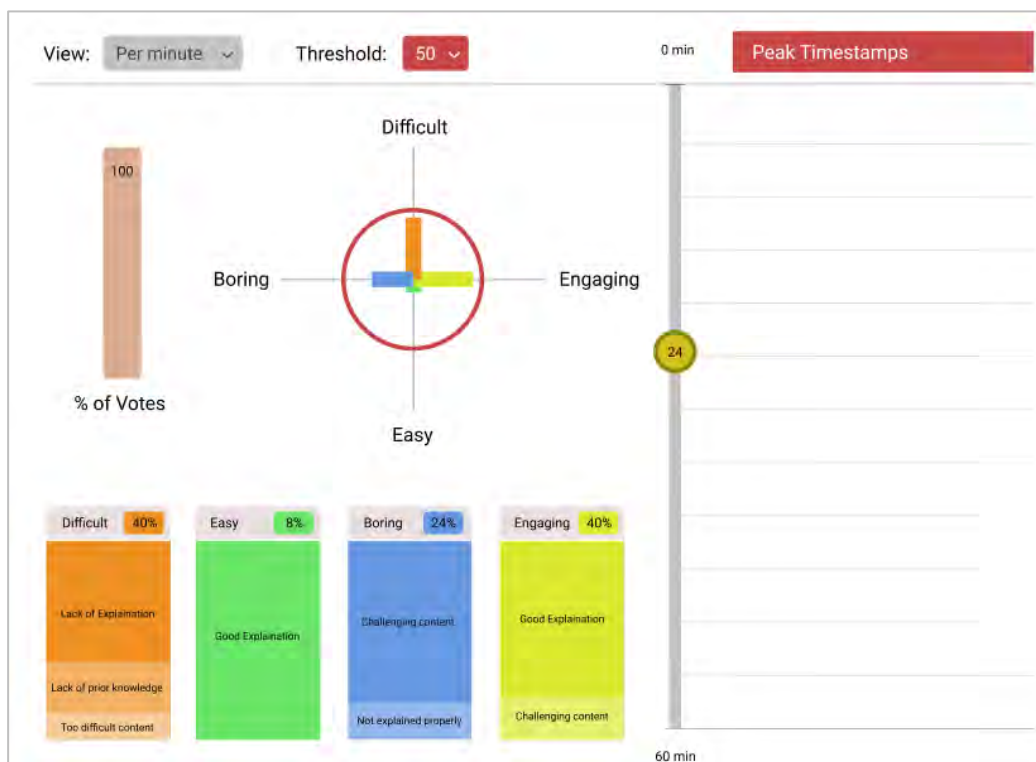 View: Per minute Threshold: 50 0 min Peak Timestamps
Difficult
100
Boring Engaging
24
% of Votes
Easy
Difficult 40% Easy 8% Boring 24% Engaging 40%
Lack of Explaination
Good Explaination
Challenging content
Good Explaination
Lack of prior knowledge
Too difficult content
Not explained properly
Challenging content
60 min